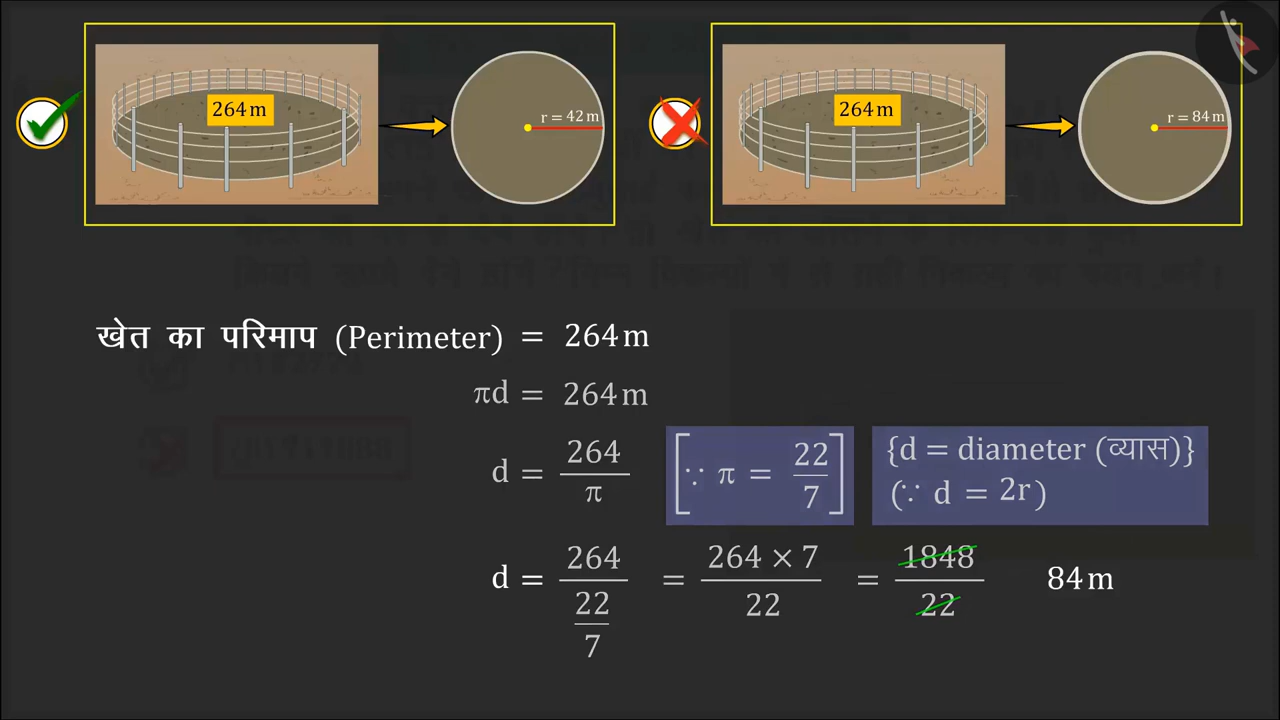 264 m
r = 42 m
264 m
r = 84 m
खेत का परिमाप (Perimeter) = 264 m
πd = 264 m
d = 264/π [∵ π = 22/7] {d = diameter (व्यास)}
(∵ d = 2r)
d = 264/(22/7) = 264 × 7/22 = 1848/22 84 m